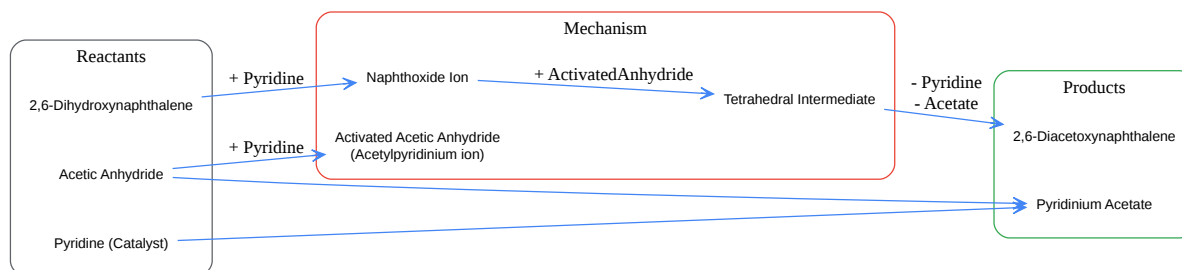 Reactants
2,6-Dihydroxynaphthalene
Acetic Anhydride
Pyridine (Catalyst)
+ Pyridine
+ Pyridine
Mechanism
Naphthoxide Ion
+ ActivatedAnhydride
Tetrahedral Intermediate
Activated Acetic Anhydride
(Acetylpyridinium ion)
- Pyridine
- Acetate
Products
2,6-Diacetoxynaphthalene
Pyridinium Acetate